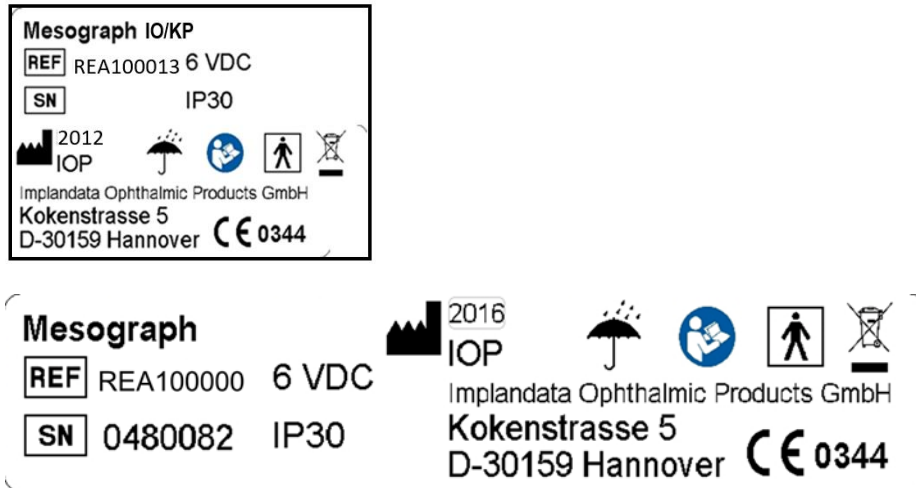 Mesograph IO/KP
REF REA100013 6 VDC
SN IP30
2012
IOP
Implandata Ophthalmic Products GmbH
Kokenstrasse 5
D-30159 Hannover CE 0344
Mesograph
REF REA100000 6 VDC
SN 0480082 IP30
2016
IOP
Implandata Ophthalmic Products GmbH
Kokenstrasse 5
D-30159 Hannover CE 0344